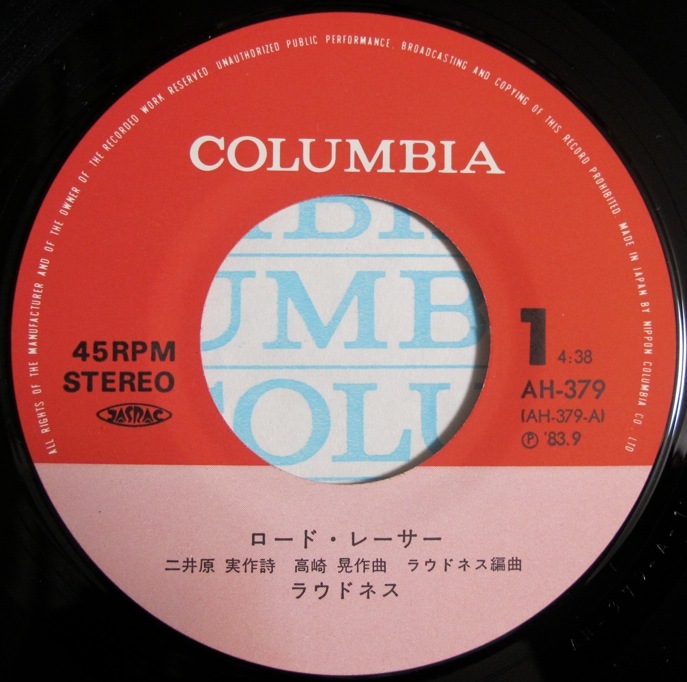 ALL RIGHTS OF THE MANUFACTURER AND OF THE OWNER OF THE RECORDED WORK RESERVED. UNAUTHORIZED PUBLIC PERFORMANCE. BROADCASTING AND COPYING OF THIS RECORD PROHIBITED. MADE IN JAPAN BY NIPPON COLUMBIA CO., LTD
COLUMBIA
MBI
UMB
COLU
45RPM
STEREO
JASRAC
1 4:38
AH-379
(AH-379-A)
Ⓟ '83.9
ロード・レーサー
二井原 実作詩 高崎 晃作曲 ラウドネス編曲
ラウドネス